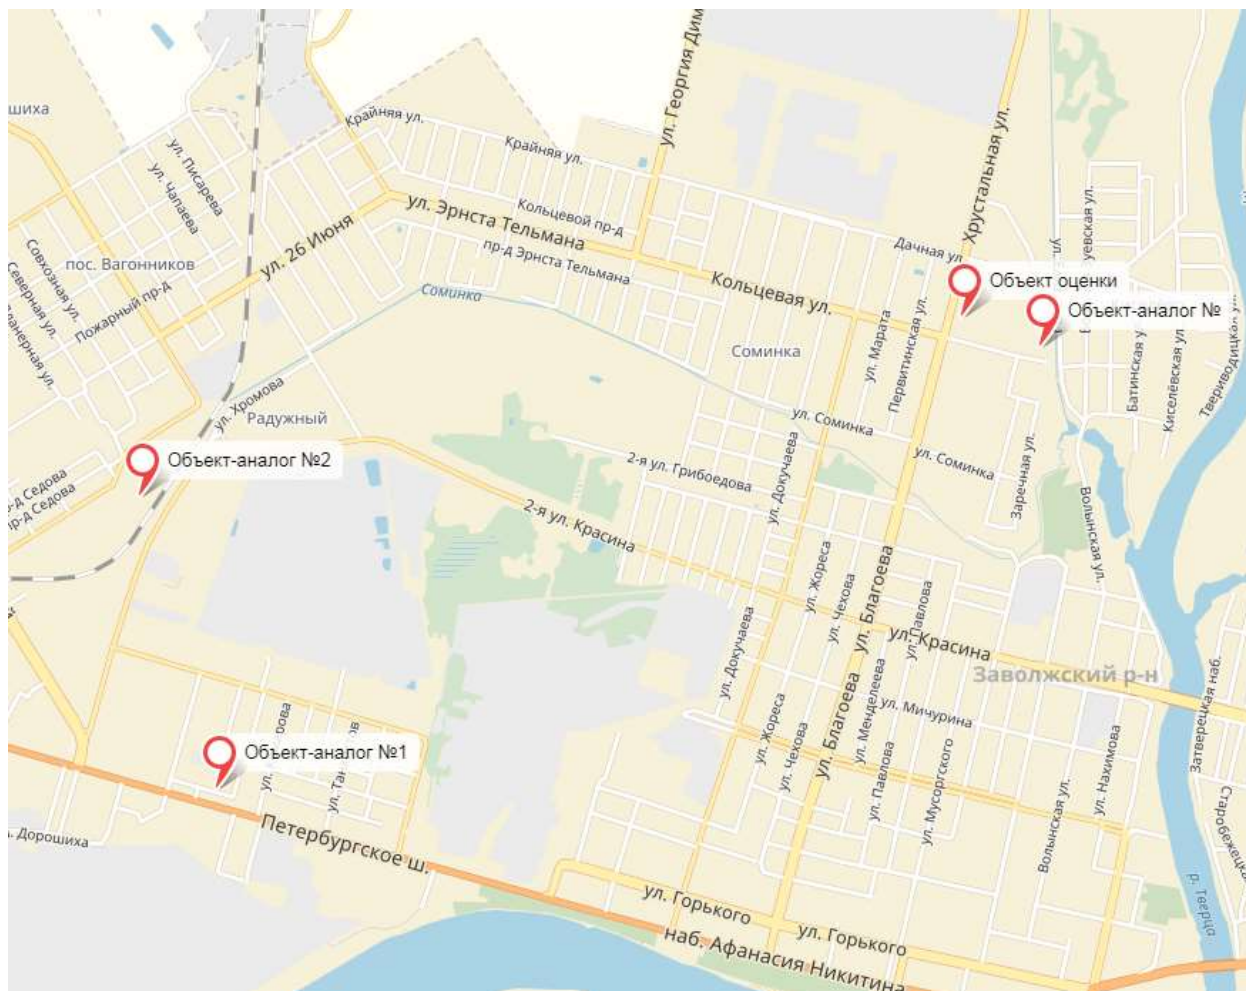 шиха
Крайняя ул.
Крайняя ул.
ул. Георгия Дим
Хрустальная ул.
ул. Писарева
ул. Чапаева
ул. Эрнста Тельмана
Кольцевой пр-д
пр-д Эрнста Тельмана
Дачная ул.
ул. 26 Июня
пос. Вагонников
Совхозная ул.
Северная ул.
Пожарный пр-д
Соминка
Кольцевая ул.
Объект оценки
Объект-аналог №
Соминка
ул. Марата
Первитинская ул.
Батинская ул.
Киселёвская ул.
Твериводицкая ул.
ул. Хромова
Радужный
ул. Соминка
ул. Соминка
Заречная ул.
Объект-аналог №2
пр-д Седова
2-я ул. Грибоедова
ул. Докучаева
2-я ул. Красина
Волынская ул.
ул. Жореса
ул. Чехова
ул. Благоева
ул. Павлова
ул. Красина
Заволжский р-н
ул. Докучаева
ул. Жореса
ул. Чехова
ул. Благоева
ул. Менделеева
ул. Мичурина
ул. Павлова
ул. Мусоргского
Волынская ул.
ул. Нахимова
Затверецкая наб.
Объект-аналог №1
Дорошиха
Петербургское ш.
ул. Горького
ул. Горького
наб. Афанасия Никитина
р. Тверца